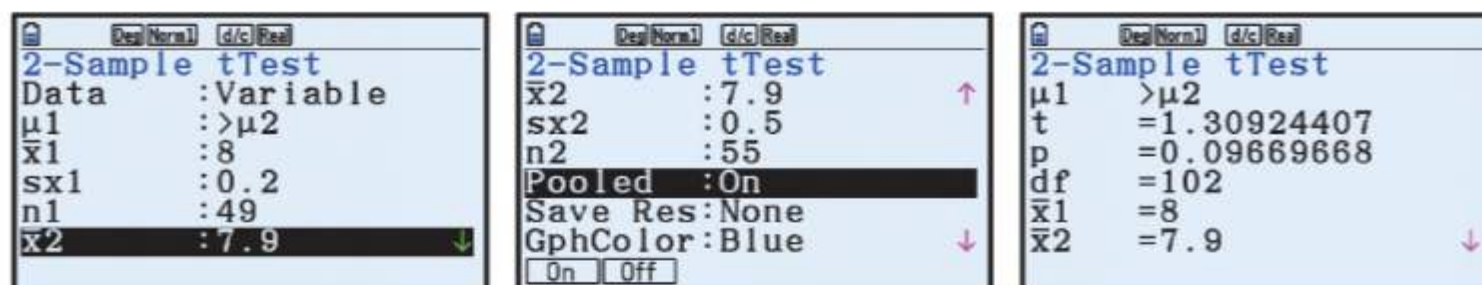 Deg Norm1 d/c Real
2-Sample tTest
Data :Variable
μ1 :>μ2
x̄1 :8
sx1 :0.2
n1 :49
x̄2 :7.9 ↓
Deg Norm1 d/c Real
2-Sample tTest
x̄2 :7.9 ↑
sx2 :0.5
n2 :55
Pooled :On
Save Res:None
GphColor:Blue ↓
On Off
Deg Norm1 d/c Real
2-Sample tTest
μ1 >μ2
t =1.30924407
p =0.09669668
df =102
x̄1 =8
x̄2 =7.9 ↓